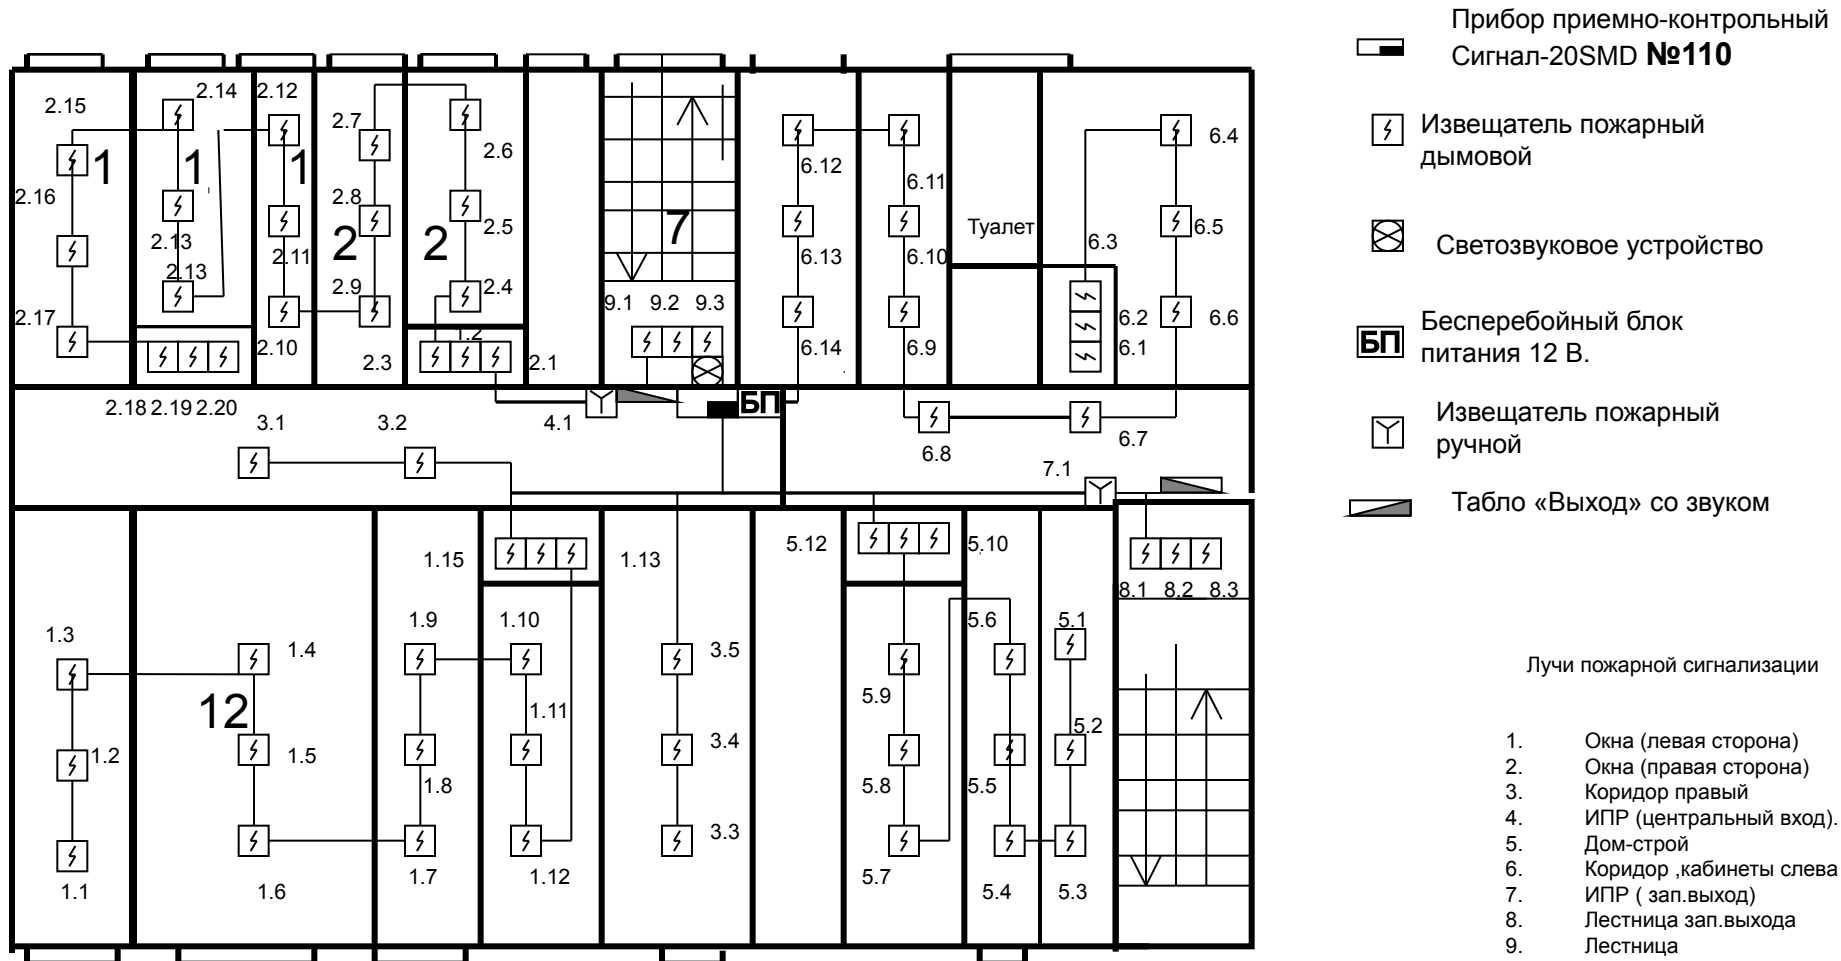 Прибор приемно-контрольный
Сигнал-20SMD №110
Извещатель пожарный
дымовой
Светозвуковое устройство
БП
Бесперебойный блок
питания 12 В.
Извещатель пожарный
ручной
Табло «Выход» со звуком
Лучи пожарной сигнализации
1. Окна (левая сторона)
2. Окна (правая сторона)
3. Коридор правый
4. ИПР (центральный вход).
5. Дом-строй
6. Коридор ,кабинеты слева
7. ИПР ( зап.выход)
8. Лестница зап.выхода
9. Лестница
2.15
2.14
2.12
2.7
2.6
6.12
6.11
6.4
1
1
1
2.16
2.8
2.5
2.13
2.11
2
2
7
Туалет
6.13
6.10
6.3
6.5
2.13
2.9
2.4
9.1 9.2 9.3
2.17
2.10
2.3
1.2
2.1
6.14
6.9
6.2
6.1
6.6
2.18 2.19 2.20
3.1
3.2
4.1
БП
6.8
6.7
7.1
1.15
1.13
5.12
5.10
8.1 8.2 8.3
1.3
1.4
1.9
1.10
3.5
5.9
5.6
5.1
12
1.11
1.2
1.5
1.8
3.4
5.8
5.5
5.2
3.3
1.1
1.6
1.7
1.12
5.7
5.4
5.3